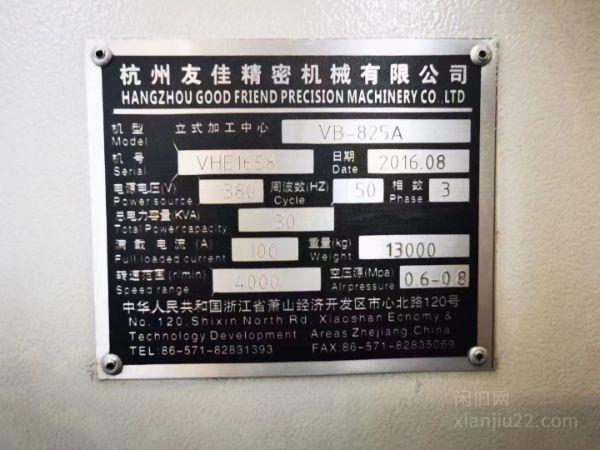 杭州友佳精密机械有限公司
HANGZHOU GOOD FRIEND PRECISION MACHINERY CO.,LTD
机型 立式加工中心 VB-825A
Model
机号 VHE1658 日期 2016.08
Serial Date
电源电压(V) 380 周波数(HZ) 50 相数 3
Power source Cycle Phase
总电力容量(KVA) 30
Total Power capacity
满载电流(A) 100 重量(kg) 13000
Full loaded current Weight
转速范围(r/min) 4000 空压源(Mpa) 0.6-0.8
Speed range Airpressure
中华人民共和国浙江省萧山经济开发区市心北路120号
No. 120.Shixin North Rd, Xiaoshan Ecnomy &
Technology Development Areas Zhejiang.China
TEL:86-571-82831393 FAX:86-571-82835069
闲旧网
xianjiu22.com